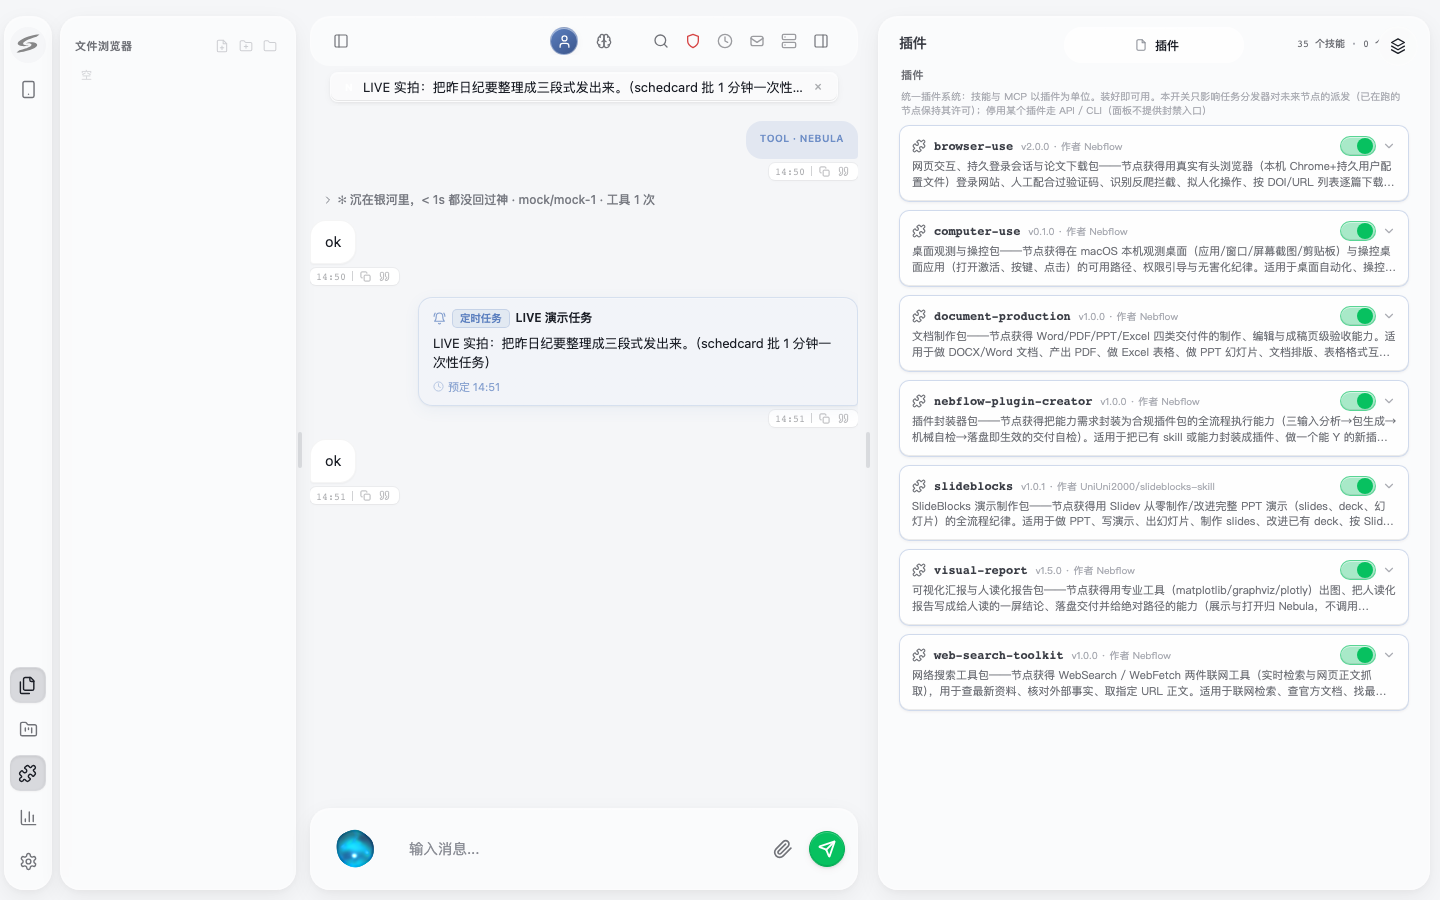 文件浏览器
空
LIVE 实拍：把昨日纪要整理成三段式发出来。（schedcard 批 1 分钟一次性... ×
TOOL · NEBULA
14:50
沉在银河里，< 1s 都没回过神 · mock/mock-1 · 工具 1 次
ok
14:50
定时任务 LIVE 演示任务
LIVE 实拍：把昨日纪要整理成三段式发出来。（schedcard 批 1 分钟一
次性任务）
预定 14:51
14:51
ok
14:51
输入消息...
插件
插件
35 个技能 · 0
插件
统一插件系统：技能与 MCP 以插件为单位。装好即可用。本开关只影响任务分发器对未来节点的派发（已在跑的
节点保持其许可）；停用某个插件走 API / CLI（面板不提供封禁入口）
browser-use v2.0.0 · 作者 Nebflow
网页交互、持久登录会话与论文下载包——节点获得用真实有头浏览器（本机 Chrome+持久用户配
置文件）登录网站、人工配合过验证码、识别反爬拦截、拟人化操作、按 DOI/URL 列表逐篇下载...
computer-use v0.1.0 · 作者 Nebflow
桌面观测与操控包——节点获得在 macOS 本机观测桌面（应用/窗口/屏幕截图/剪贴板）与操控桌
面应用（打开激活、按键、点击）的可用路径、权限引导与无害化纪律。适用于桌面自动化、操控...
document-production v1.0.0 · 作者 Nebflow
文档制作包——节点获得 Word/PDF/PPT/Excel 四类交付件的制作、编辑与成稿页级验收能力。适
用于做 DOCX/Word 文档、产出 PDF、做 Excel 表格、做 PPT 幻灯片、文档排版、表格格式互...
nebflow-plugin-creator v1.0.0 · 作者 Nebflow
插件封装器包——节点获得把能力需求封装为合规插件包的全流程执行能力（三输入分析→包生成→
机械自检→落盘即生效的交付自检）。适用于把已有 skill 或能力封装成插件、做一个能 Y 的新插...
slideblocks v1.0.1 · 作者 UniUni2000/slideblocks-skill
SlideBlocks 演示制作包——节点获得用 Slidev 从零制作/改进完整 PPT 演示（slides、deck、幻
灯片）的全流程纪律。适用于做 PPT、写演示、出幻灯片、制作 slides、改进已有 deck、按 Slid...
visual-report v1.5.0 · 作者 Nebflow
可视化汇报与人读化报告包——节点获得用专业工具（matplotlib/graphviz/plotly）出图、把人读化
报告写成给人读的一屏结论、落盘交付并给绝对路径的能力（展示与打开归 Nebula，不调用...
web-search-toolkit v1.0.0 · 作者 Nebflow
网络搜索工具包——节点获得 WebSearch / WebFetch 两件联网工具（实时检索与网页正文抓
取），用于查最新资料、核对外部事实、取指定 URL 正文。适用于联网检索、查官方文档、找最...